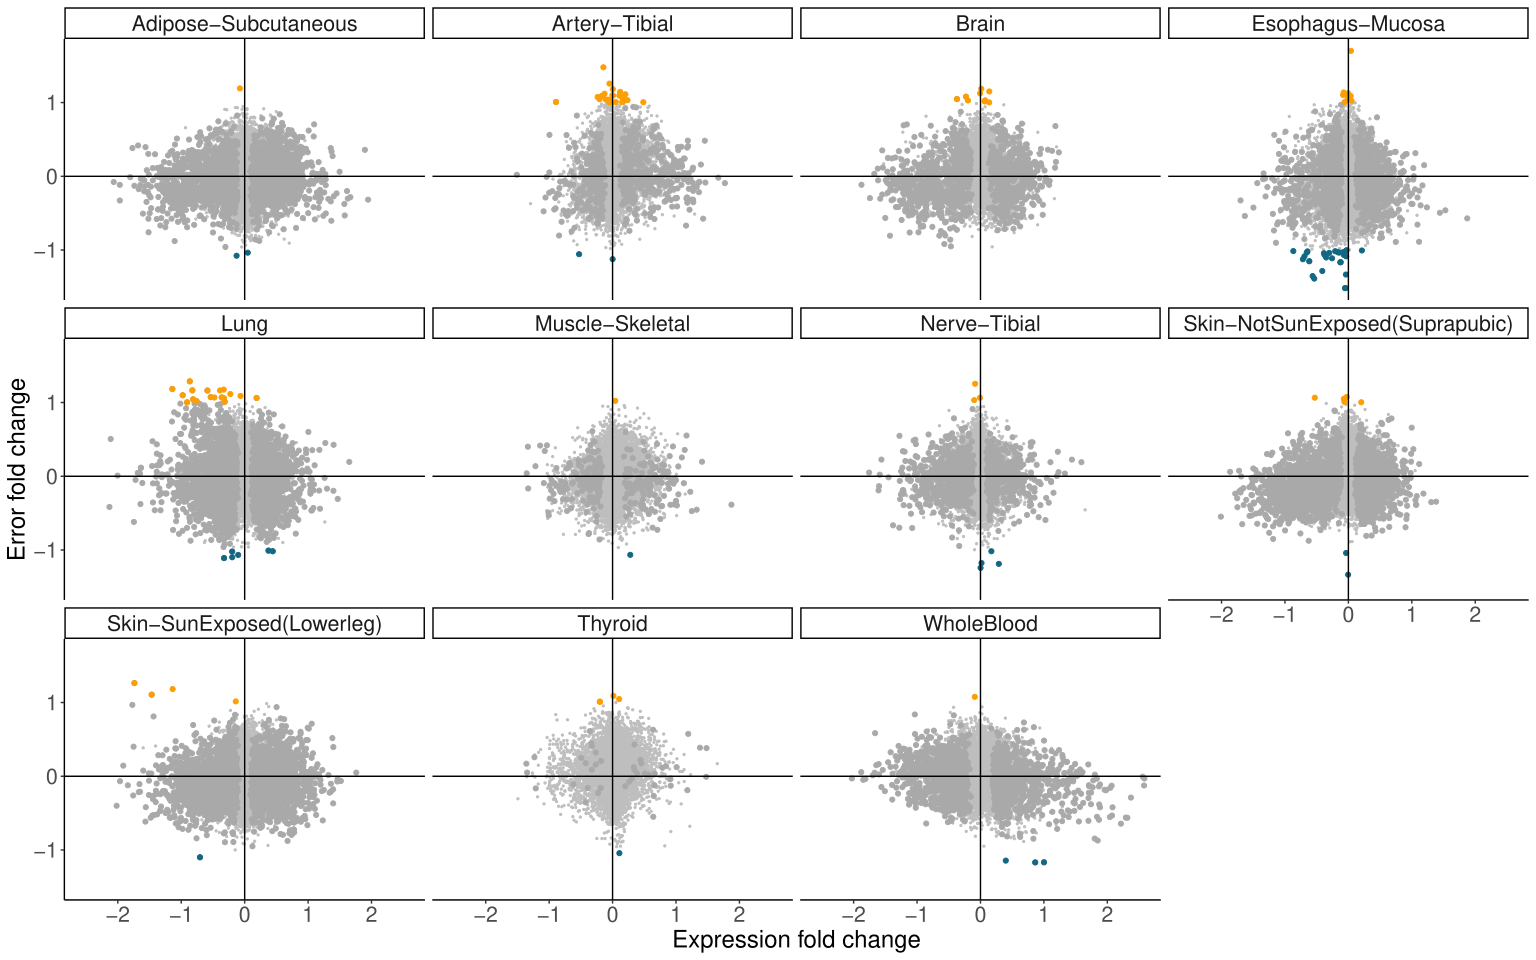 Adipose−Subcutaneous
Artery−Tibial
Brain
Esophagus−Mucosa
1
0
−1
Lung
Muscle−Skeletal
Nerve−Tibial
Skin−NotSunExposed(Suprapubic)
1
0
−1
−2 −1 0 1 2
Error fold change
Skin−SunExposed(Lowerleg)
Thyroid
WholeBlood
1
0
−1
−2 −1 0 1 2
−2 −1 0 1 2
−2 −1 0 1 2
Expression fold change